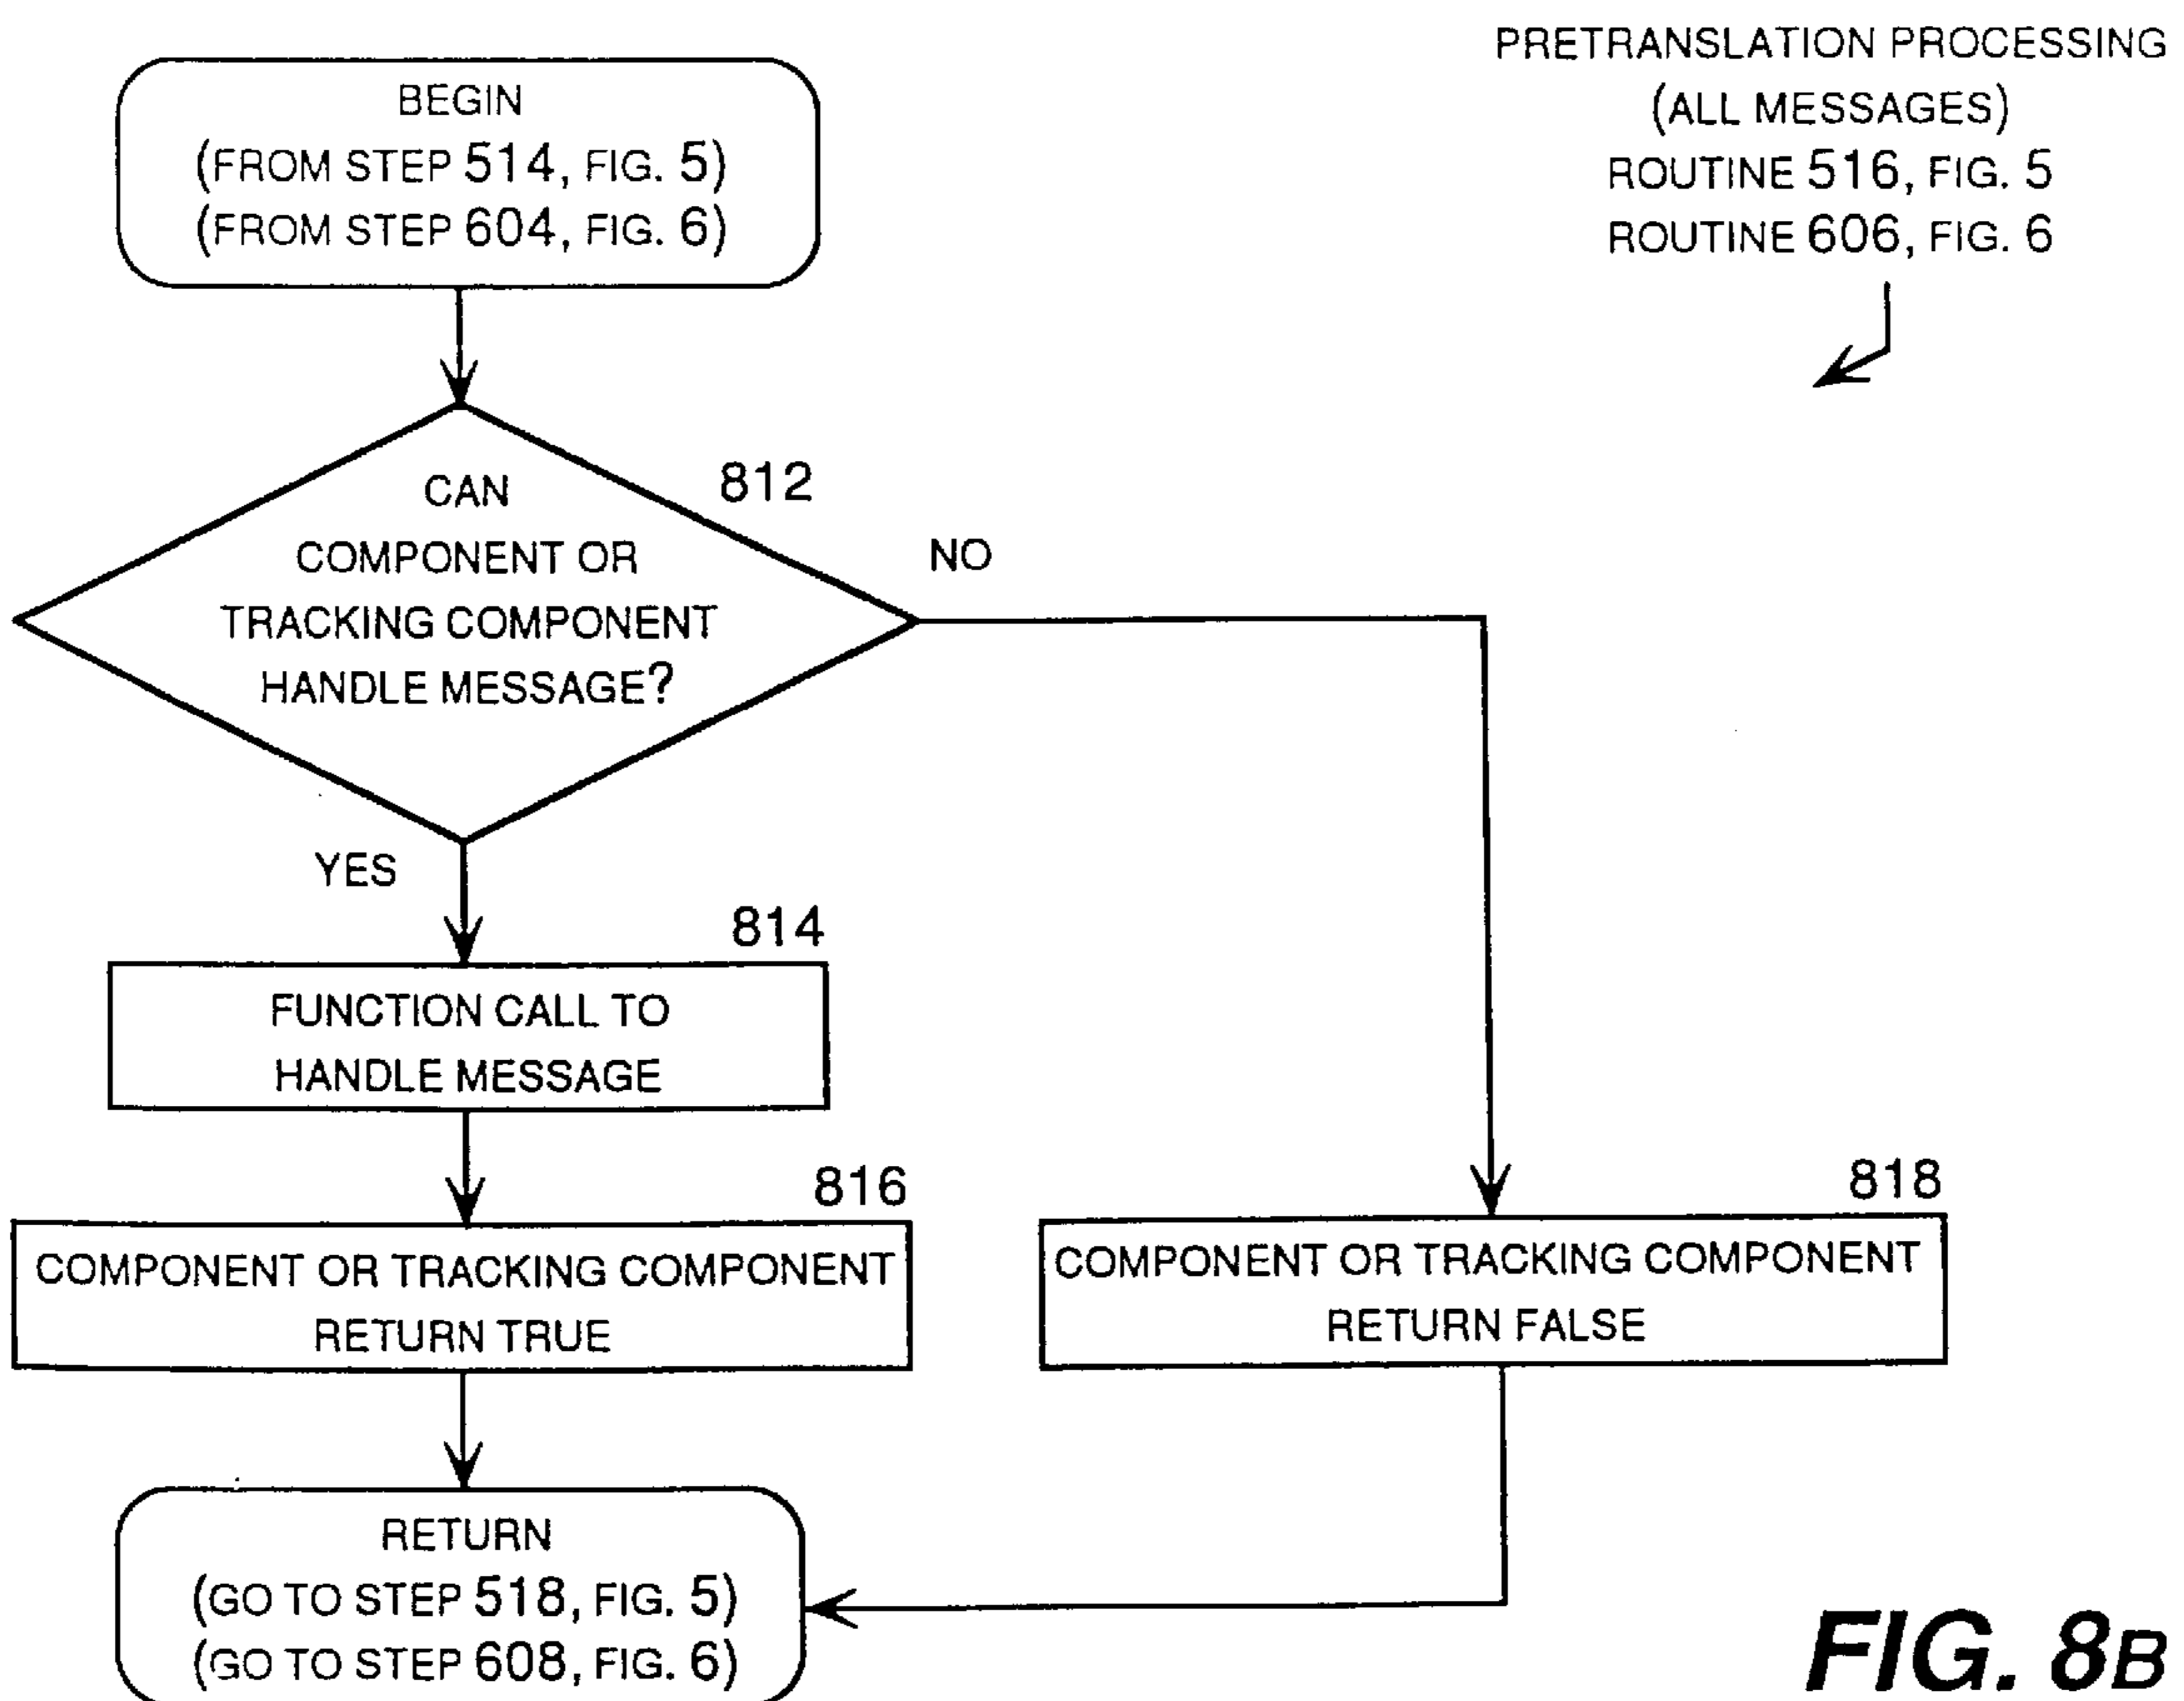 PRETRANSLATION PROCESSING
(ALL MESSAGES)
ROUTINE 516, FIG. 5
ROUTINE 606, FIG. 6
BEGIN
(FROM STEP 514, FIG. 5)
(FROM STEP 604, FIG. 6)
812
CAN
COMPONENT OR
TRACKING COMPONENT
HANDLE MESSAGE?
NO
YES
814
FUNCTION CALL TO
HANDLE MESSAGE
816
COMPONENT OR TRACKING COMPONENT
RETURN TRUE
818
COMPONENT OR TRACKING COMPONENT
RETURN FALSE
RETURN
(GO TO STEP 518, FIG. 5)
(GO TO STEP 608, FIG. 6)
FIG. 8B